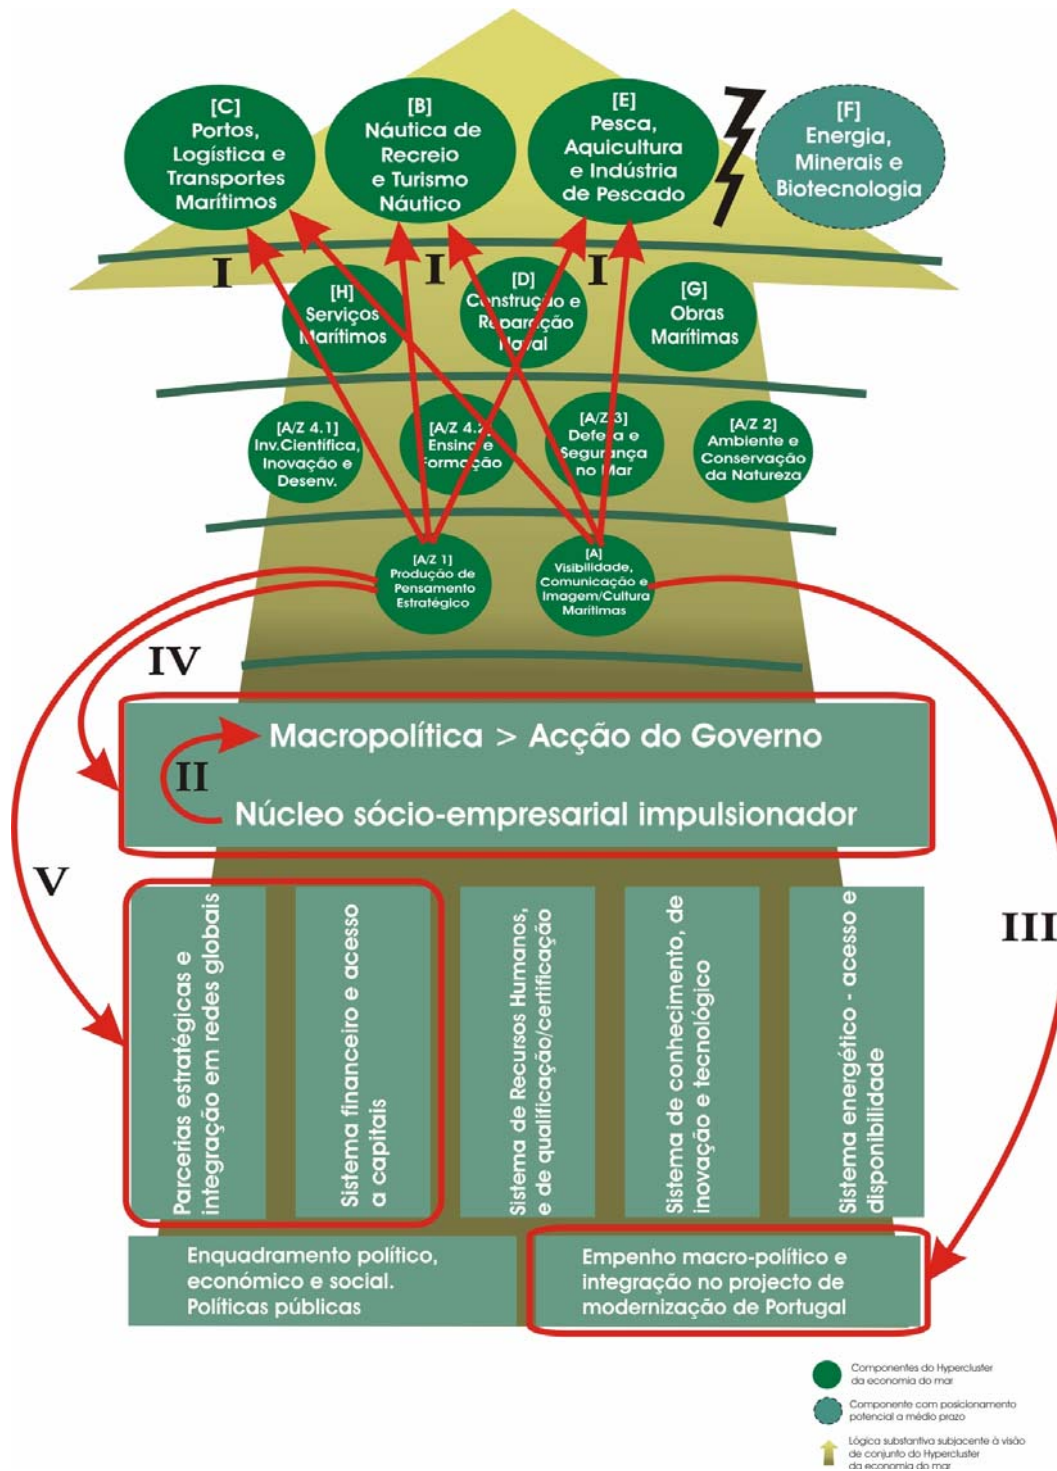 [C]
Portos,
Logística e
Transportes
Marítimos
[B]
Náutica de
Recreio
e Turismo
Náutico
[E]
Pesca,
Aquicultura
e Indústria
de Pescado
[F]
Energia,
Minerais e
Biotecnologia
I
I
I
[H]
Serviços
Marítimos
[D]
Construção e
Reparação
Naval
[G]
Obras
Marítimas
[A/Z 4.1]
Inv.Científica,
Inovação e
Desenv.
[A/Z 4.2]
Ensino e
Formação
[A/Z 3]
Defesa e
Segurança
no Mar
[A/Z 2]
Ambiente e
Conservação
da Natureza
[A/Z 1]
Produção de
Pensamento
Estratégico
[A]
Visibilidade,
Comunicação e
Imagem/Cultura
Marítimas
IV
Macropolítica > Acção do Governo
II
Núcleo sócio-empresarial impulsionador
V
III
Parcerias estratégicas e
integração em redes globais
Sistema financeiro e acesso
a capitais
Sistema de Recursos Humanos,
e de qualificação/certificação
Sistema de conhecimento, de
inovação e tecnológico
Sistema energético - acesso e
disponibilidade
Enquadramento político,
económico e social.
Políticas públicas
Empenho macro-político e
integração no projecto de
modernização de Portugal
Componentes do Hypercluster
da economia do mar
Componente com posicionamento
potencial a médio prazo
Lógica substantiva subjacente à visão
de conjunto do Hypercluster
da economia do mar